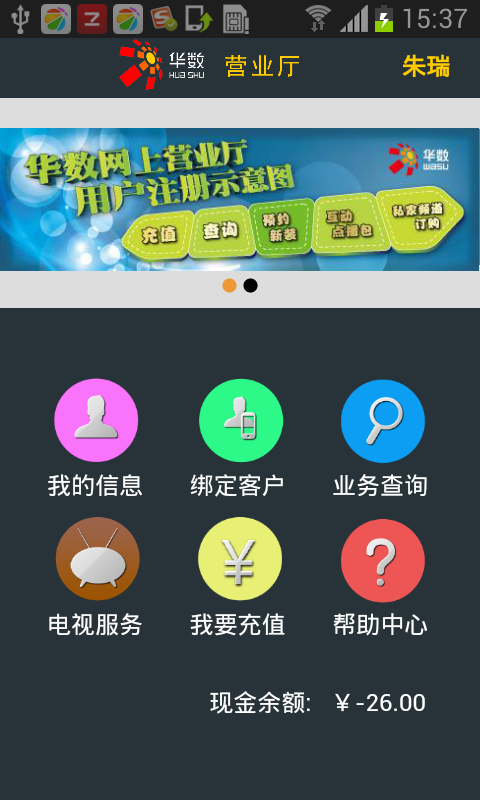 15:37
华数
HUA SHU
营业厅
朱瑞
华数网上营业厅
用户注册示意图
华数
wasu
充值
查询
预约
新装
互动
点播包
私家频道
订购
我的信息
绑定客户
业务查询
电视服务
我要充值
帮助中心
现金余额: ￥-26.00